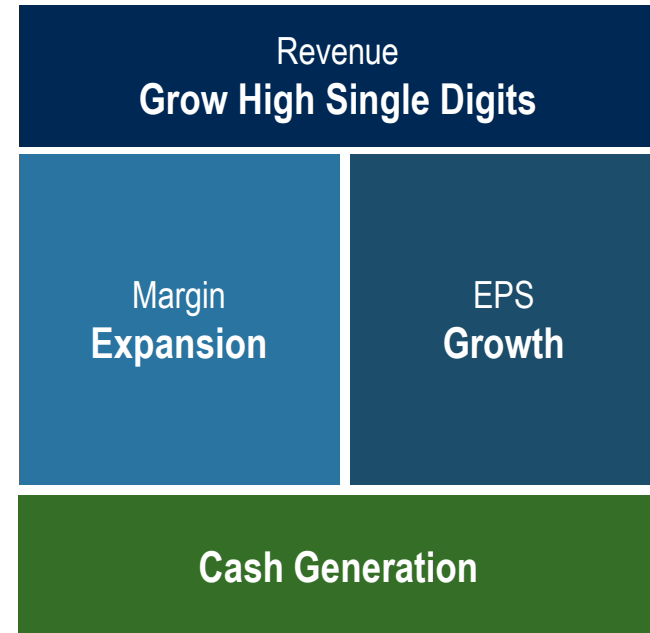 Revenue
Grow High Single Digits
Margin
Expansion
EPS
Growth
Cash Generation